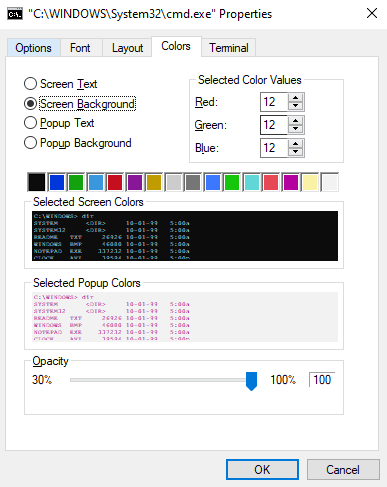 "C:\WINDOWS\System32\cmd.exe" Properties
Options Font Layout Colors Terminal
Screen Text
Screen Background
Popup Text
Popup Background
Selected Color Values
Red: 12
Green: 12
Blue: 12
Selected Screen Colors
C:\WINDOWS> dir
SYSTEM <DIR> 10-01-99 5:00a
SYSTEM32 <DIR> 10-01-99 5:00a
README TXT 26926 10-01-99 5:00a
WINDOWS BMP 46080 10-01-99 5:00a
NOTEPAD EXE 337232 10-01-99 5:00a
CLOCK AVI 39594 10-01-99 5:00a
Selected Popup Colors
C:\WINDOWS> dir
SYSTEM <DIR> 10-01-99 5:00a
SYSTEM32 <DIR> 10-01-99 5:00a
README TXT 26926 10-01-99 5:00a
WINDOWS BMP 46080 10-01-99 5:00a
NOTEPAD EXE 337232 10-01-99 5:00a
CLOCK AVI 39594 10-01-99 5:00a
Opacity
30% 100% 100
OK Cancel